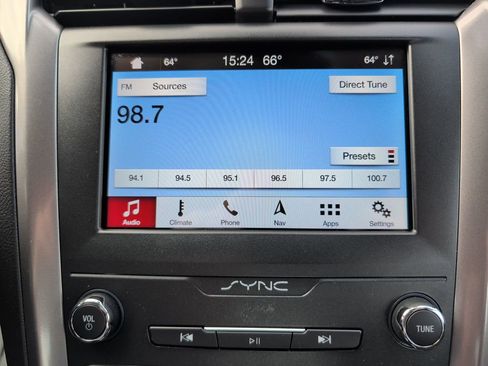 64° 15:24 66° 64°
FM Sources Direct Tune
98.7
Presets
94.1 94.5 95.1 96.5 97.5 100.7
Audio Climate Phone Nav Apps Settings
SYNC
VOL
TUNE